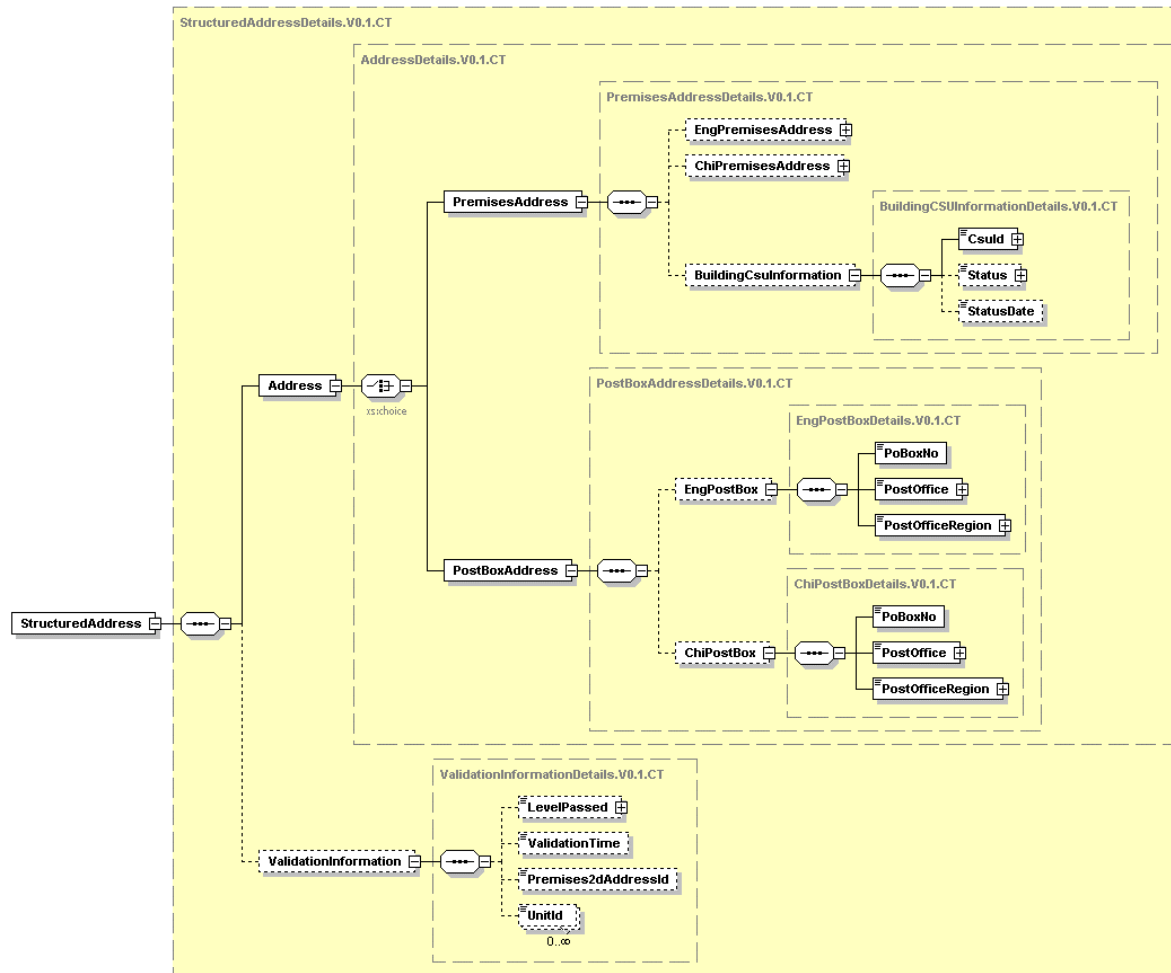 StructuredAddressDetails.V0.1.CT
AddressDetails.V0.1.CT
PremisesAddressDetails.V0.1.CT
EngPremisesAddress
ChiPremisesAddress
BuildingCSUInformationDetails.V0.1.CT
PremisesAddress
CsuId
BuildingCsuInformation
Status
StatusDate
Address
xs:choice
PostBoxAddressDetails.V0.1.CT
EngPostBoxDetails.V0.1.CT
PoBoxNo
EngPostBox
PostOffice
PostOfficeRegion
PostBoxAddress
ChiPostBoxDetails.V0.1.CT
PoBoxNo
StructuredAddress
ChiPostBox
PostOffice
PostOfficeRegion
ValidationInformationDetails.V0.1.CT
LevelPassed
ValidationTime
ValidationInformation
Premises2dAddressId
UnitId
0..∞